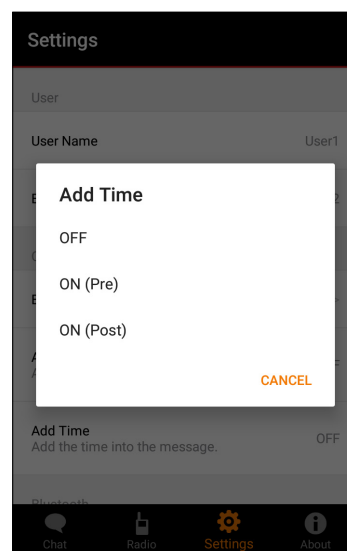 Settings
User
User Name User1
Add Time
OFF
ON (Pre)
ON (Post)
CANCEL
Add Time
Add the time into the message. OFF
Bluetooth
Chat Radio Settings About